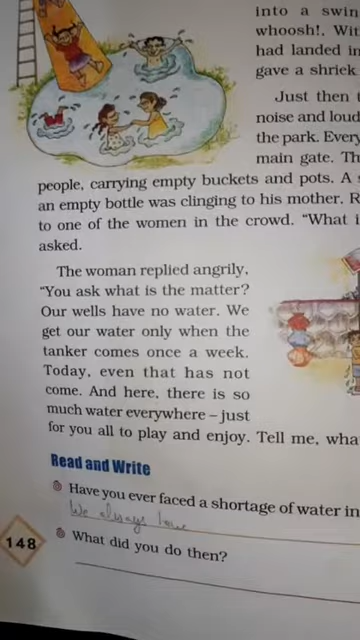 into a swin
whoosh!. Wit
had landed in
gave a shriek
Just then t
noise and loud
the park. Every
main gate. Th
people, carrying empty buckets and pots. A s
an empty bottle was clinging to his mother. R
to one of the women in the crowd. “What i
asked.
The woman replied angrily,
“You ask what is the matter?
Our wells have no water. We
get our water only when the
tanker comes once a week.
Today, even that has not
come. And here, there is so
much water everywhere – just
for you all to play and enjoy. Tell me, wha
Read and Write
Have you ever faced a shortage of water in
We always
What did you do then?
148